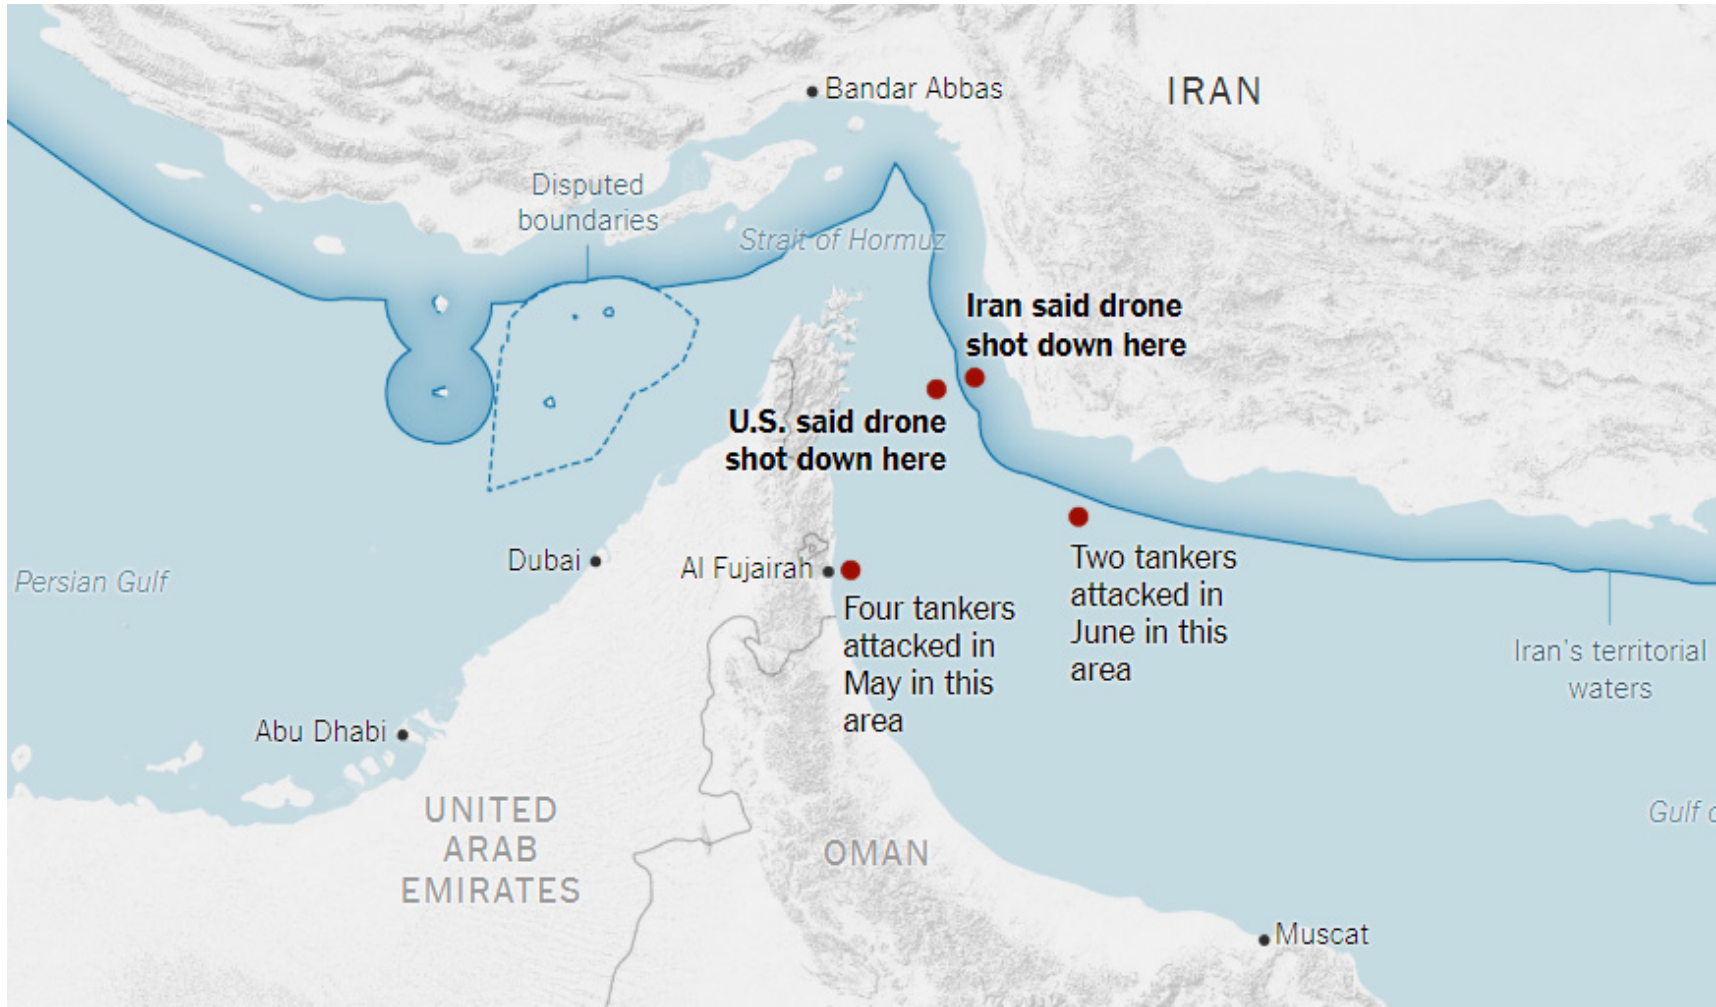 Bandar Abbas
IRAN
Disputed
boundaries
Strait of Hormuz
Iran said drone
shot down here
U.S. said drone
shot down here
Dubai
Al Fujairah
Persian Gulf
Two tankers
attacked in
June in this
area
Four tankers
attacked in
May in this
area
Iran's territorial
waters
Abu Dhabi
UNITED
ARAB
EMIRATES
OMAN
Gulf
Muscat